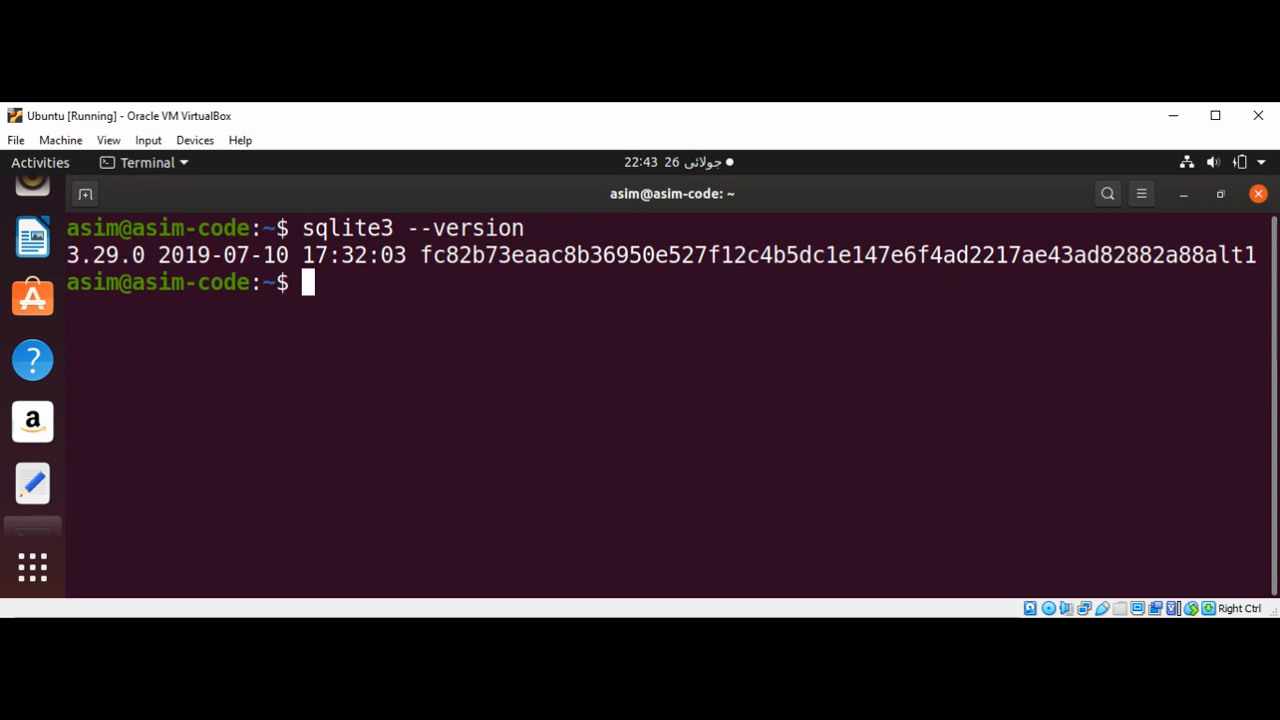 Ubuntu [Running] - Oracle VM VirtualBox
File Machine View Input Devices Help
Activities Terminal 22:43 26 جولائی
asim@asim-code: ~
asim@asim-code:~$ sqlite3 --version
3.29.0 2019-07-10 17:32:03 fc82b73eaac8b36950e527f12c4b5dc1e147e6f4ad2217ae43ad82882a88alt1
asim@asim-code:~$
?
a
Right Ctrl